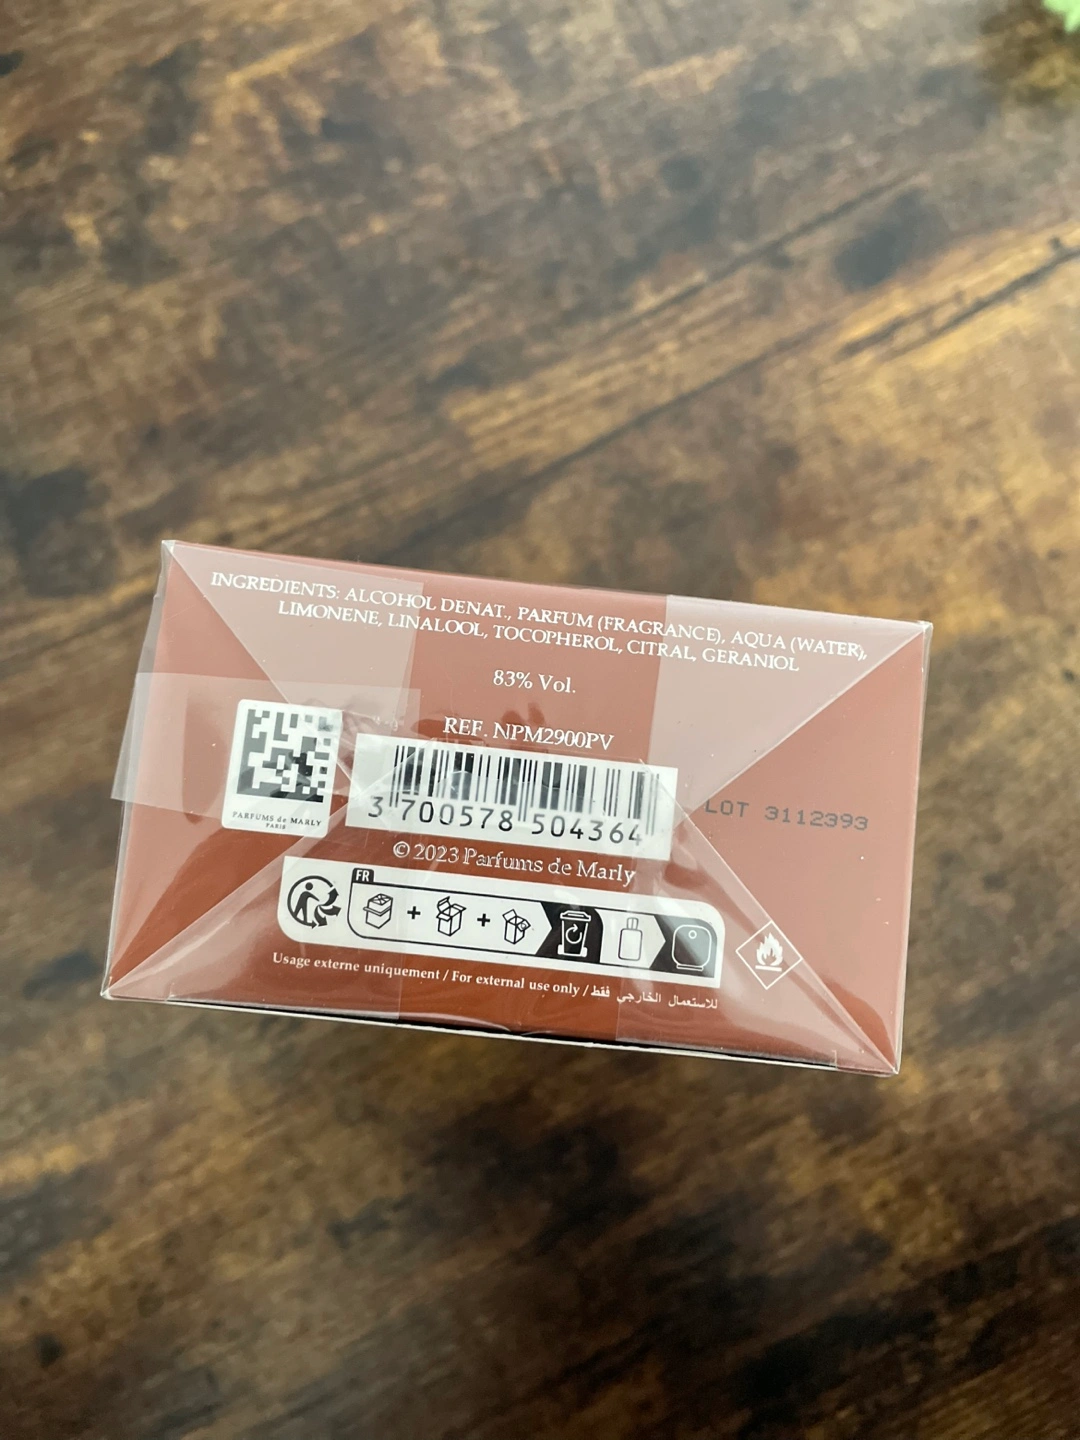 INGREDIENTS: ALCOHOL DENAT., PARFUM (FRAGRANCE), AQUA (WATER),
LIMONENE, LINALOOL, TOCOPHEROL, CITRAL, GERANIOL
83% Vol.
REF. NPM2900PV
PARFUMS de MARLY
PARIS
3 700578 504364
LOT 3112393
© 2023 Parfums de Marly
FR
Usage externe uniquement / For external use only / للاستعمال الخارجي فقط